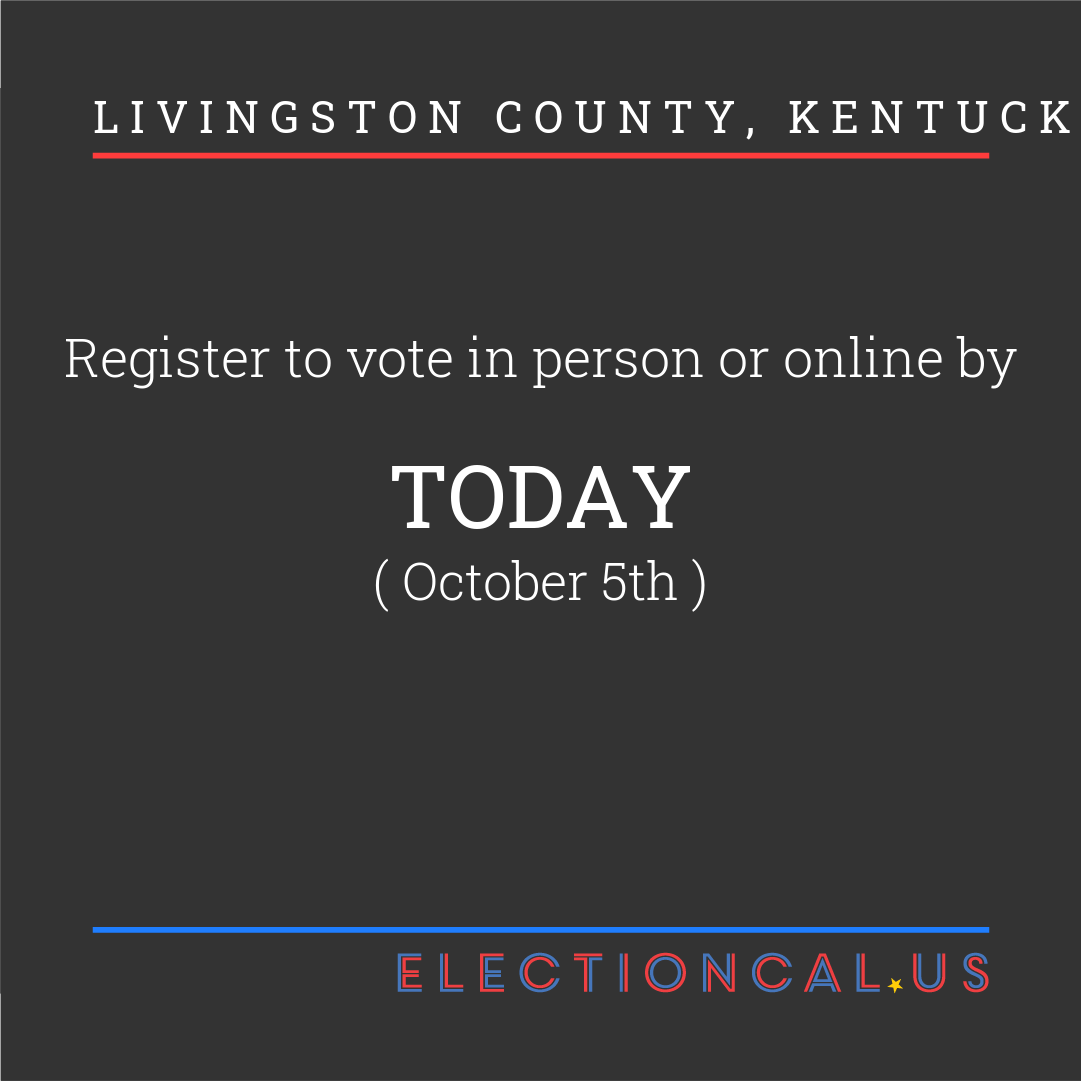 LIVINGSTON COUNTY, KENTUCK
Register to vote in person or online by
TODAY
( October 5th )
ELECTIONCAL.US